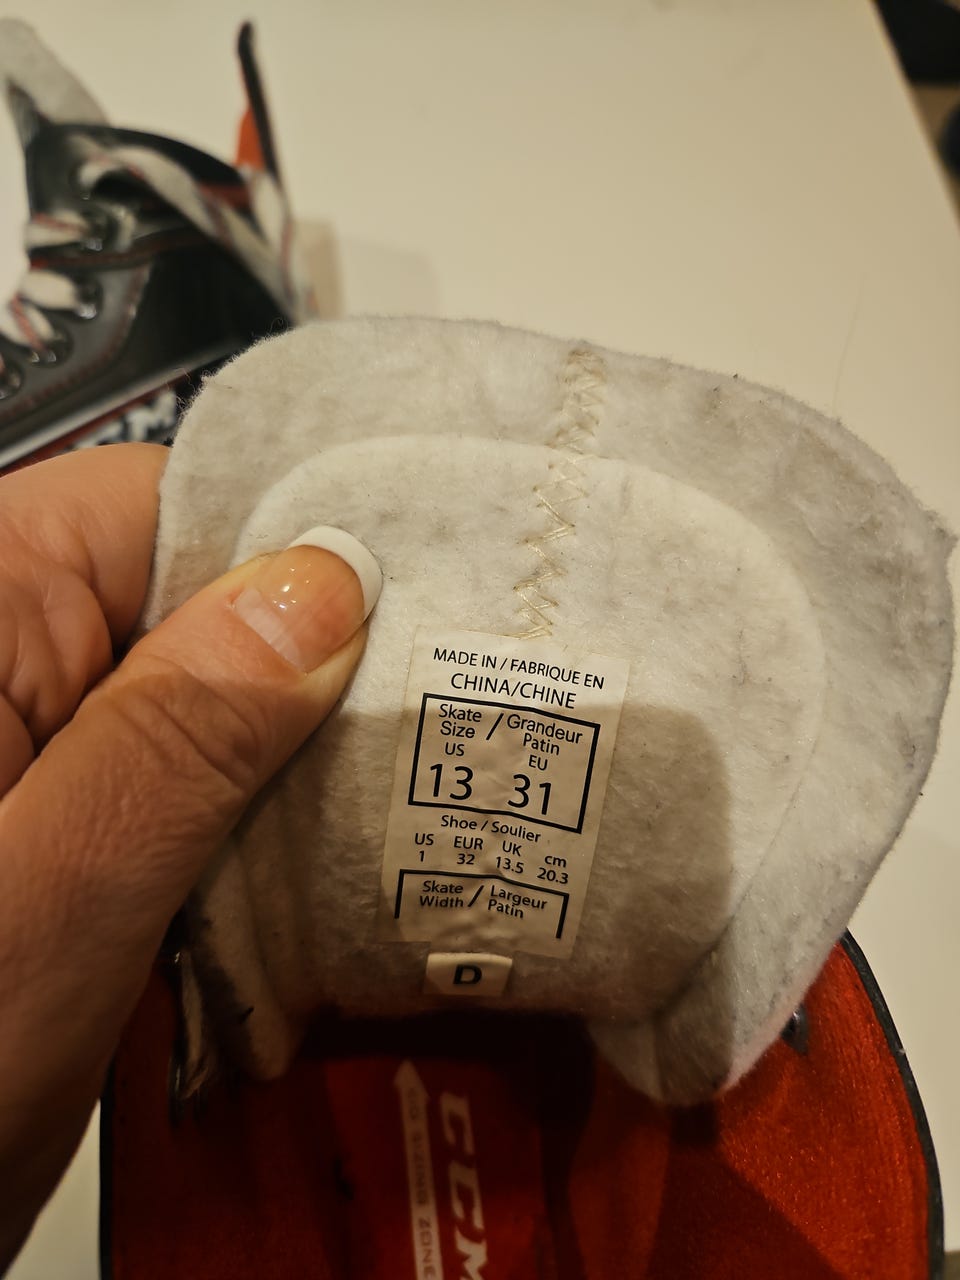 MADE IN / FABRIQUE EN
CHINA/CHINE
Skate Size / Grandeur Patin
US EU
13 31
Shoe / Soulier
US EUR UK cm
1 32 13.5 20.3
Skate Width / Largeur Patin
D
CCM